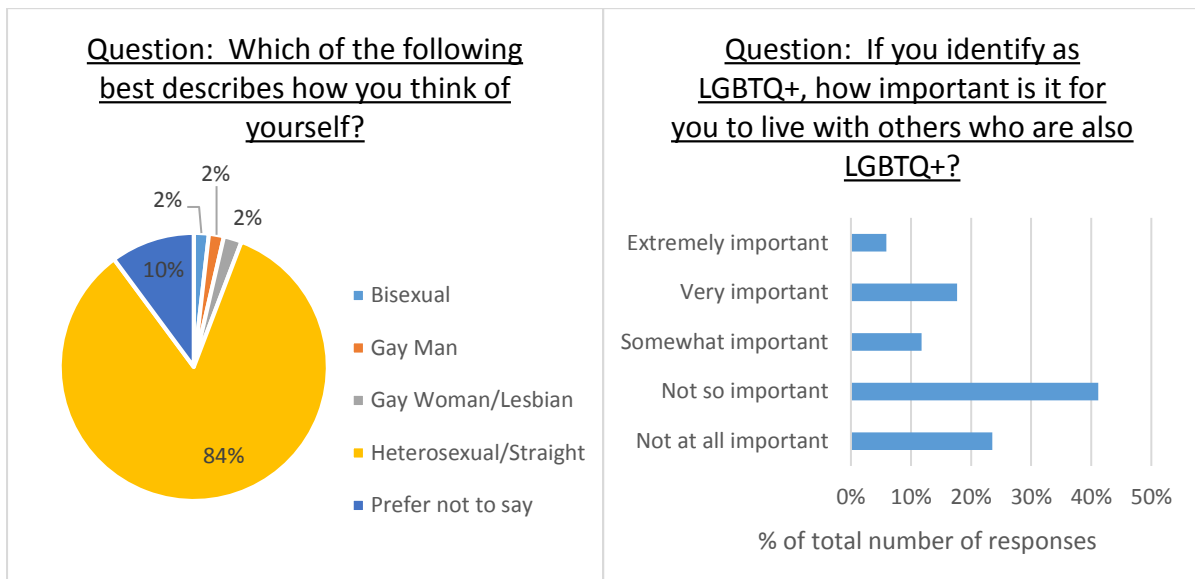 Question:  Which of the following
best describes how you think of
yourself?
2%
2%
2%
10%
84%
Bisexual
Gay Man
Gay Woman/Lesbian
Heterosexual/Straight
Prefer not to say
Question:  If you identify as
LGBTQ+, how important is it for
you to live with others who are also
LGBTQ+?
Extremely important
Very important
Somewhat important
Not so important
Not at all important
0% 10% 20% 30% 40% 50%
% of total number of responses